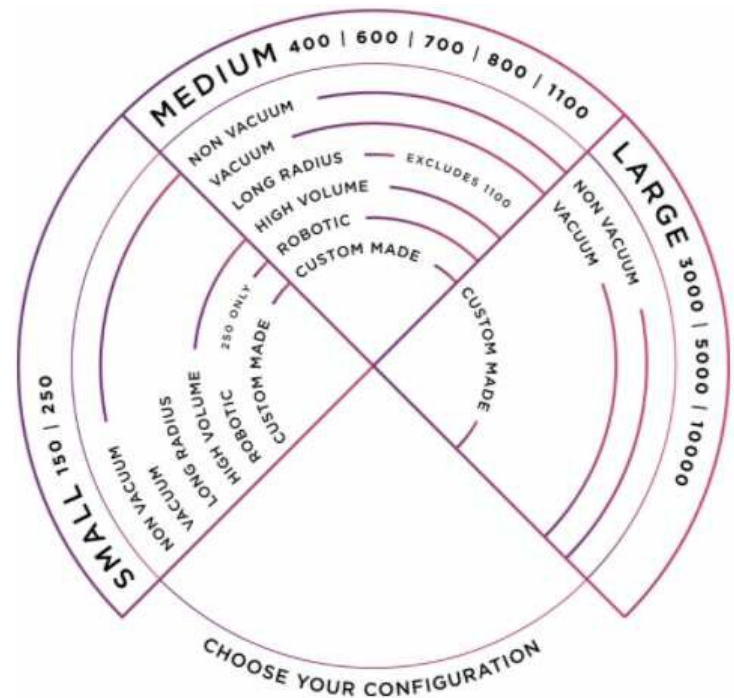 SMALL 150 | 250
NON VACUUM
VACUUM
LONG RADIUS
HIGH VOLUME
ROBOTIC
250 ONLY
CUSTOM MADE
MEDIUM 400 | 600 | 700 | 800 | 1100
NON VACUUM
VACUUM
LONG RADIUS
EXCLUDES 1100
HIGH VOLUME
ROBOTIC
CUSTOM MADE
LARGE 3000 | 5000 | 10000
NON VACUUM
VACUUM
CUSTOM MADE
CHOOSE YOUR CONFIGURATION